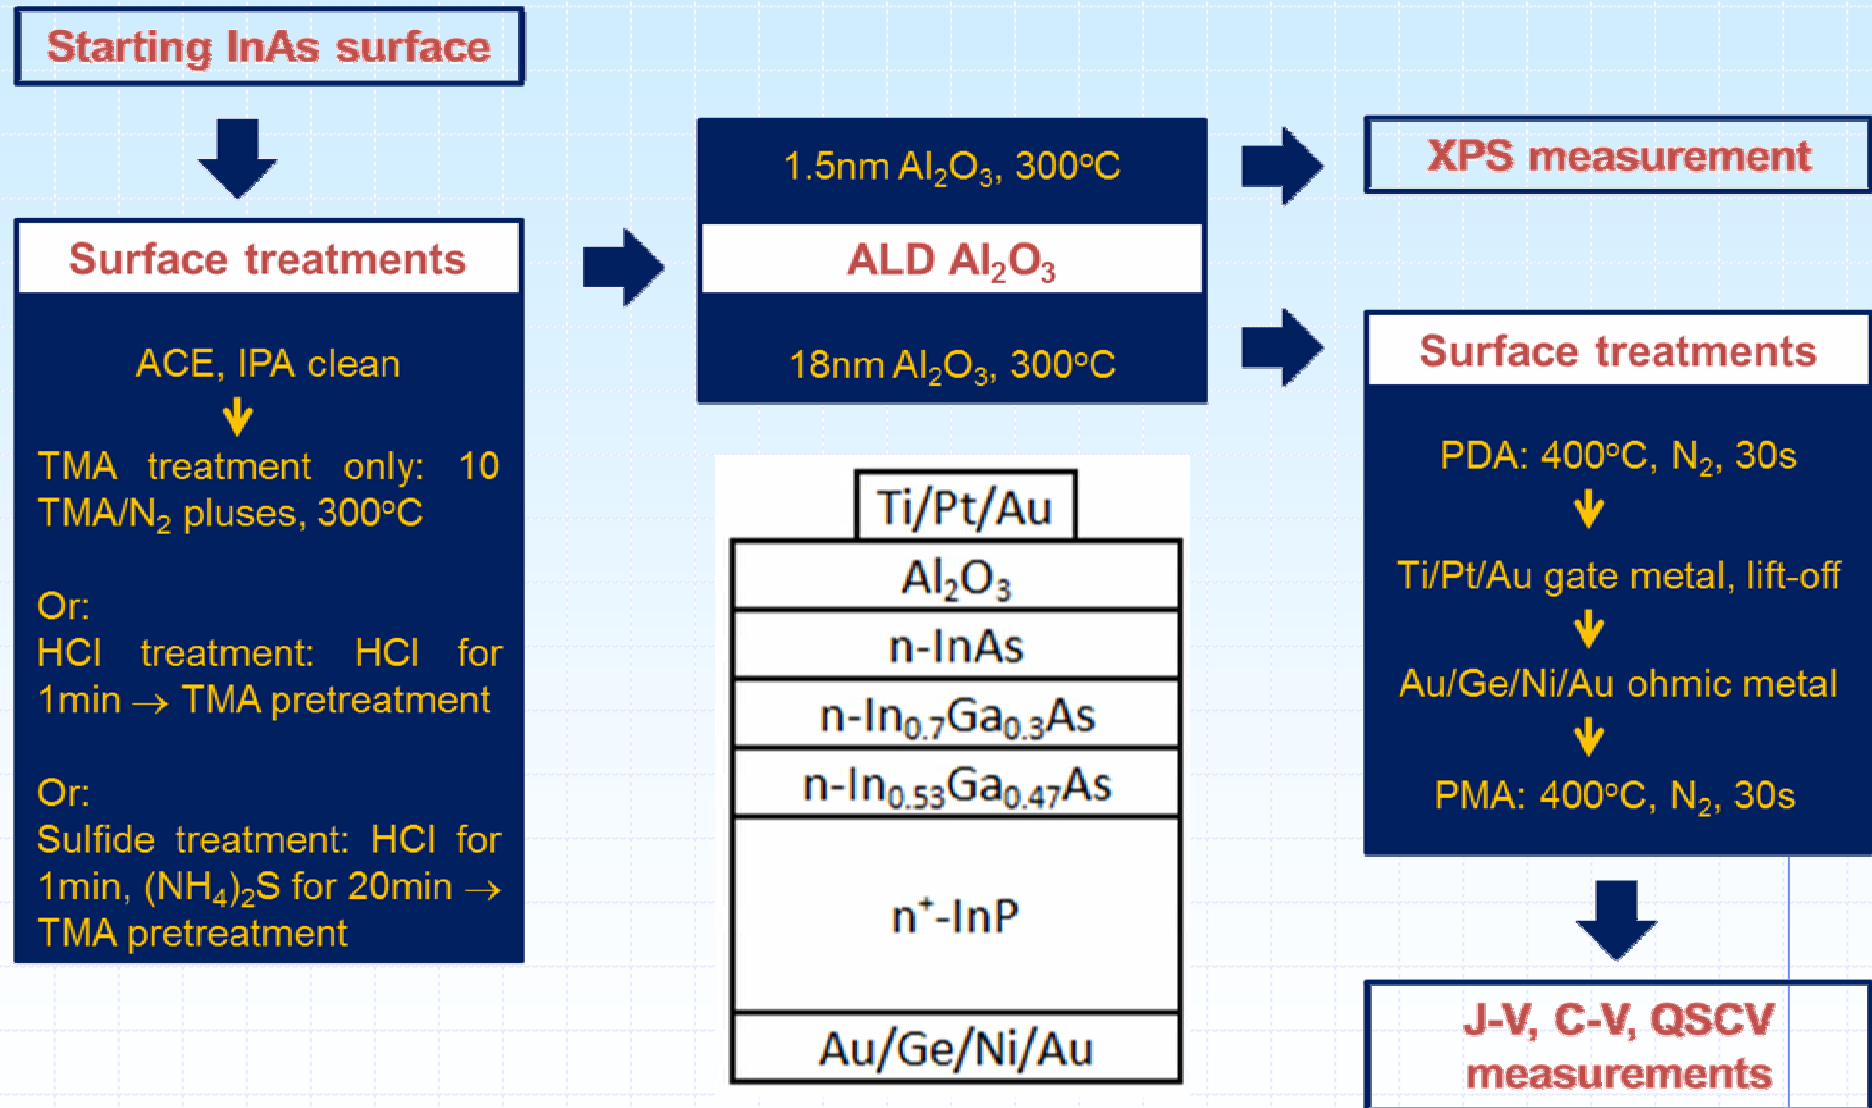 Starting InAs surface
Surface treatments
ACE, IPA clean
TMA treatment only: 10
TMA/N₂ pluses, 300°C
Or:
HCl treatment: HCl for
1min → TMA pretreatment
Or:
Sulfide treatment: HCl for
1min, (NH₄)₂S for 20min →
TMA pretreatment
1.5nm Al₂O₃, 300°C
ALD Al₂O₃
18nm Al₂O₃, 300°C
Ti/Pt/Au
Al₂O₃
n-InAs
n-In₀.₇Ga₀.₃As
n-In₀.₅₃Ga₀.₄₇As
n⁺-InP
Au/Ge/Ni/Au
XPS measurement
Surface treatments
PDA: 400°C, N₂, 30s
Ti/Pt/Au gate metal, lift-off
Au/Ge/Ni/Au ohmic metal
PMA: 400°C, N₂, 30s
J-V, C-V, QSCV
measurements